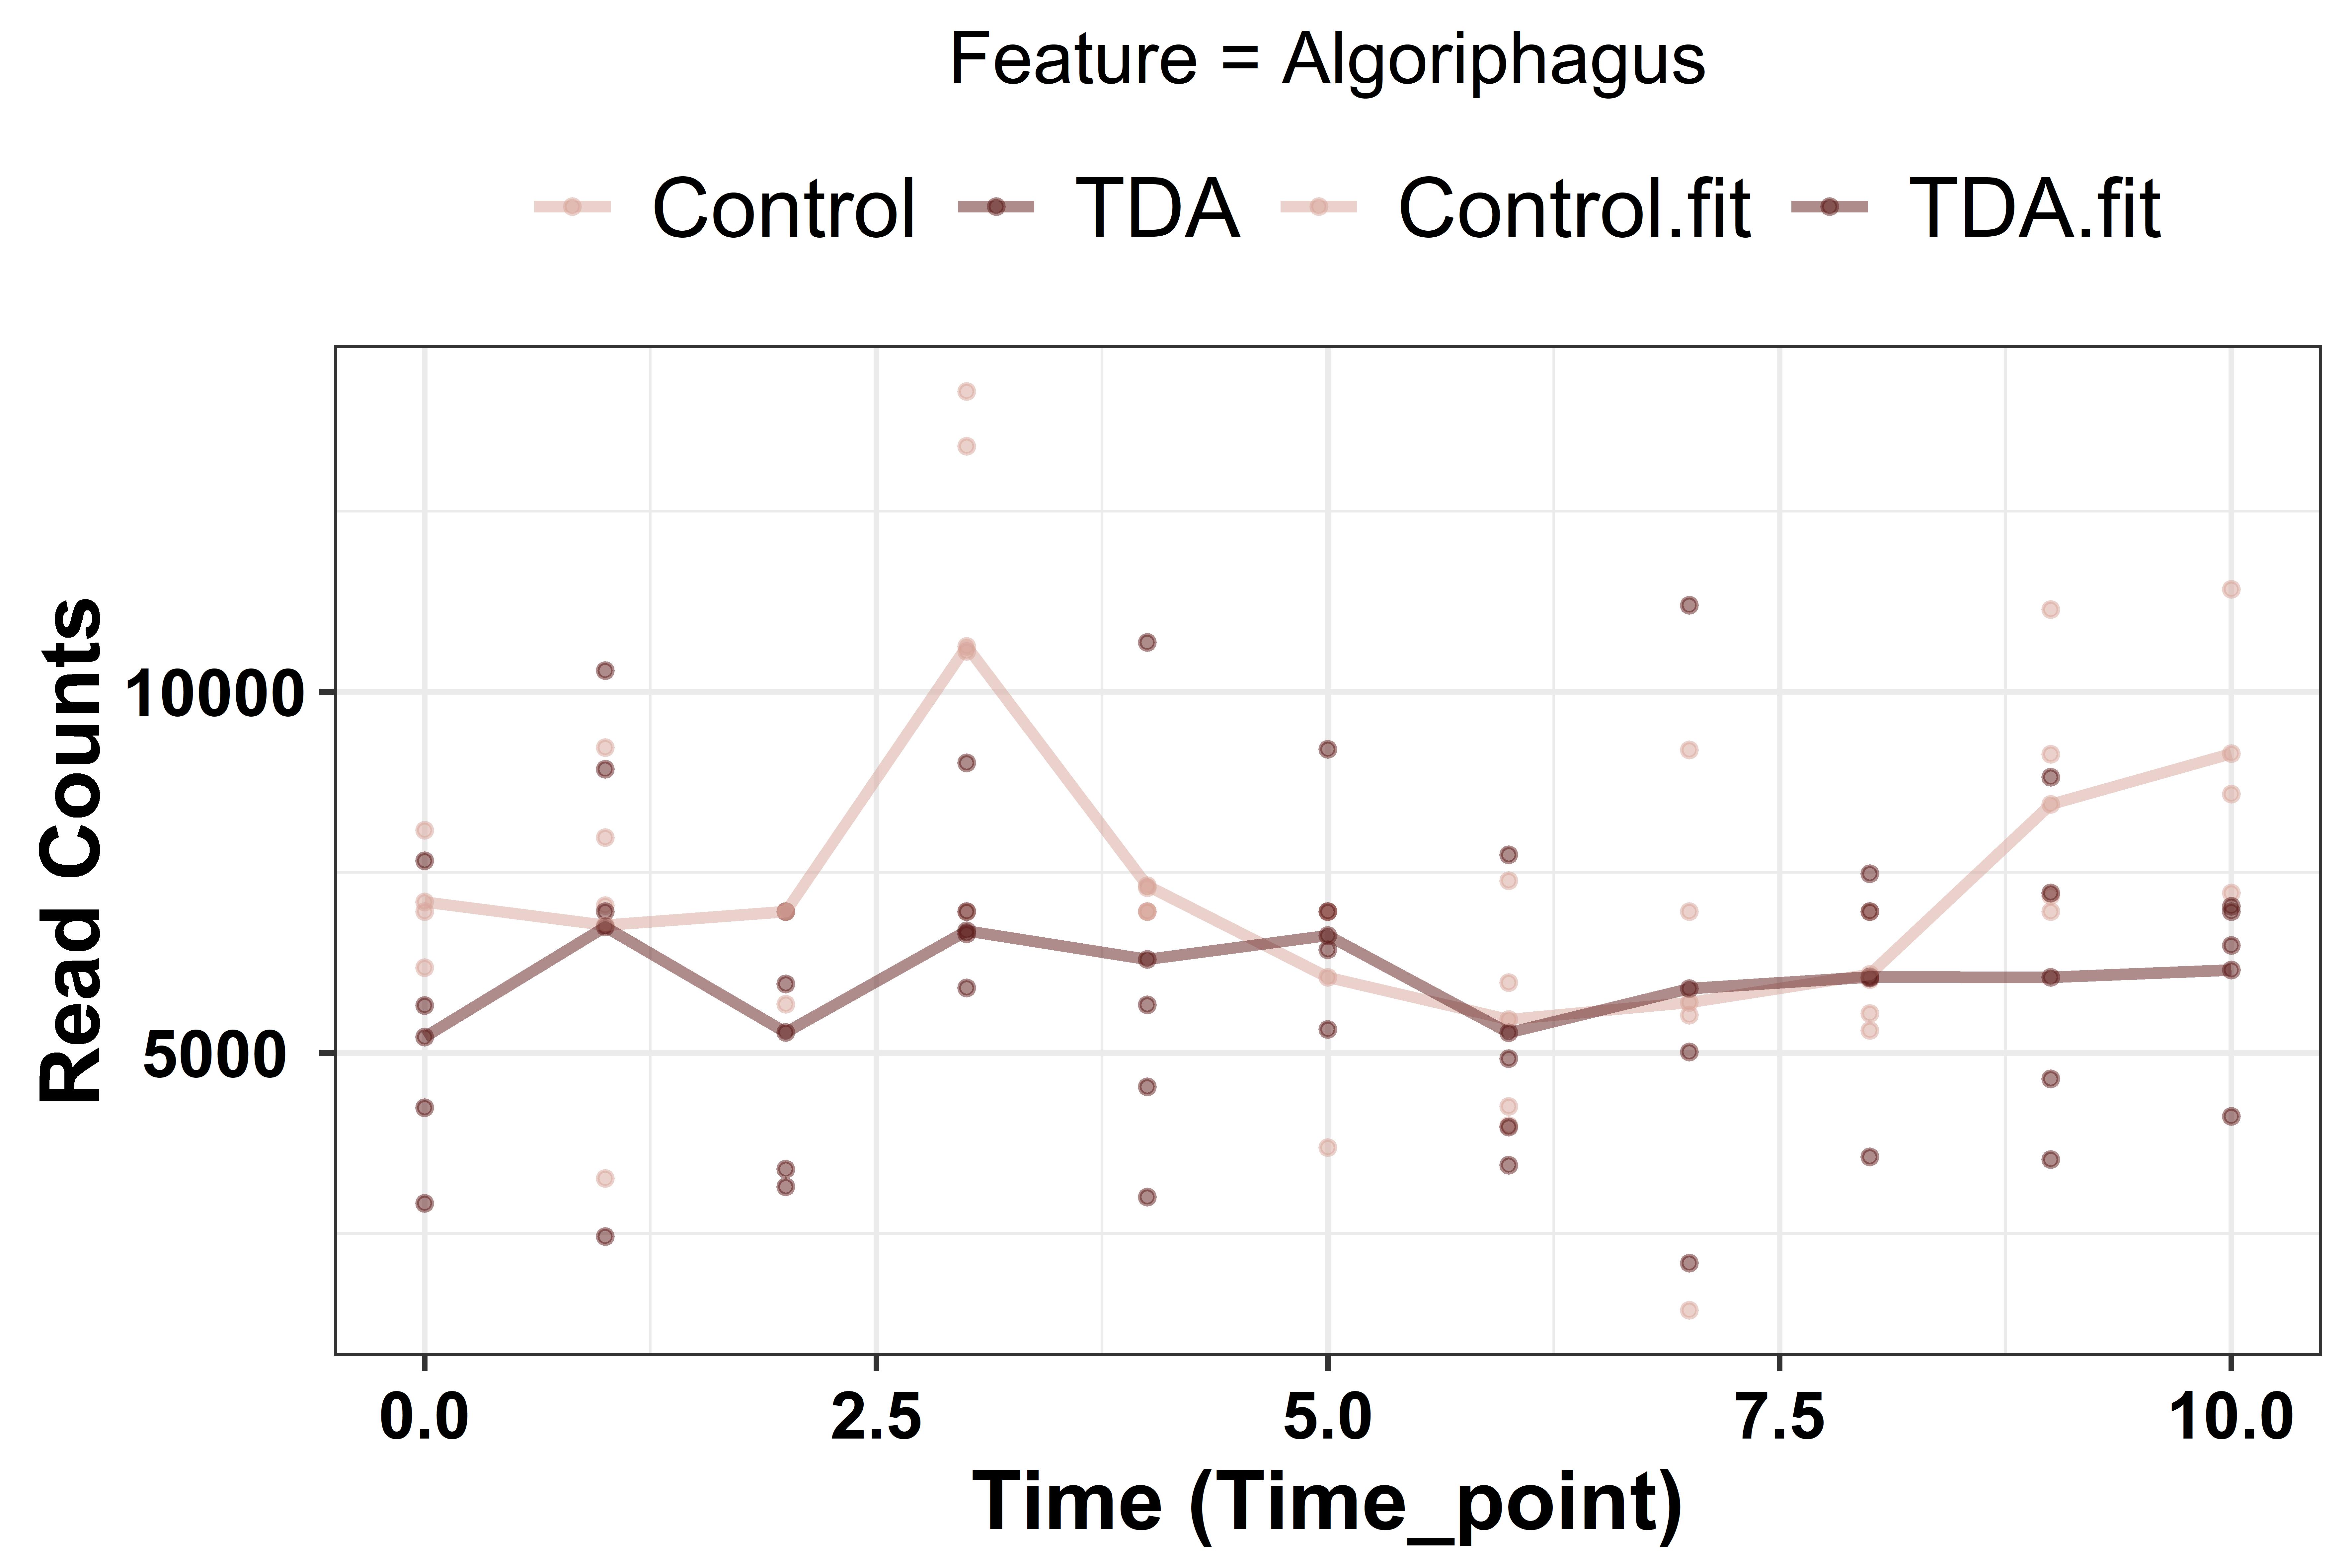 Feature = Algoriphagus
Control TDA Control.fit TDA.fit
Read Counts
10000
5000
0.0 2.5 5.0 7.5 10.0
Time (Time_point)